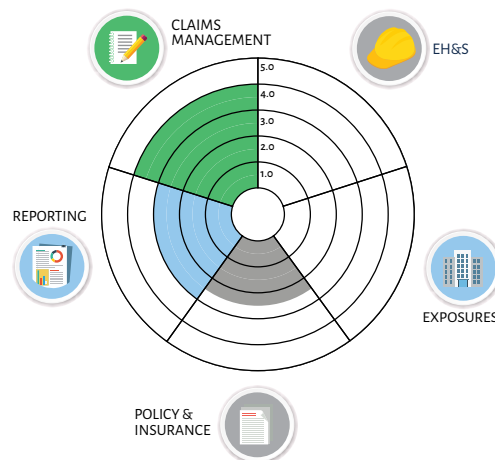 CLAIMS
MANAGEMENT
EH&S
5.0
4.0
3.0
2.0
1.0
REPORTING
EXPOSURES
POLICY &
INSURANCE